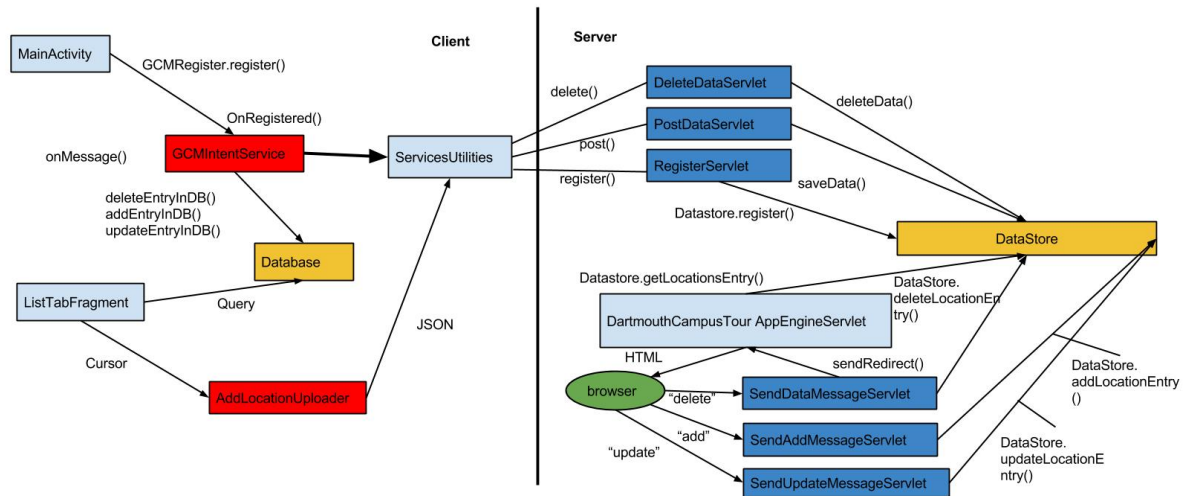 Client
Server
MainActivity
GCMRegister.register()
OnRegistered()
onMessage()
GCMIntentService
deleteEntryInDB()
addEntryInDB()
updateEntryInDB()
Database
ListTabFragment
Query
Cursor
AddLocationUploader
JSON
ServicesUtilities
delete()
post()
register()
DeleteDataServlet
PostDataServlet
RegisterServlet
deleteData()
saveData()
Datastore.register()
DataStore
Datastore.getLocationsEntry()
DataStore.
deleteLocationEn
try()
DartmouthCampusTour AppEngineServlet
HTML
sendRedirect()
browser
“delete”
“add”
“update”
SendDataMessageServlet
SendAddMessageServlet
SendUpdateMessageServlet
DataStore.
addLocationEntry
()
DataStore.
updateLocationE
ntry()